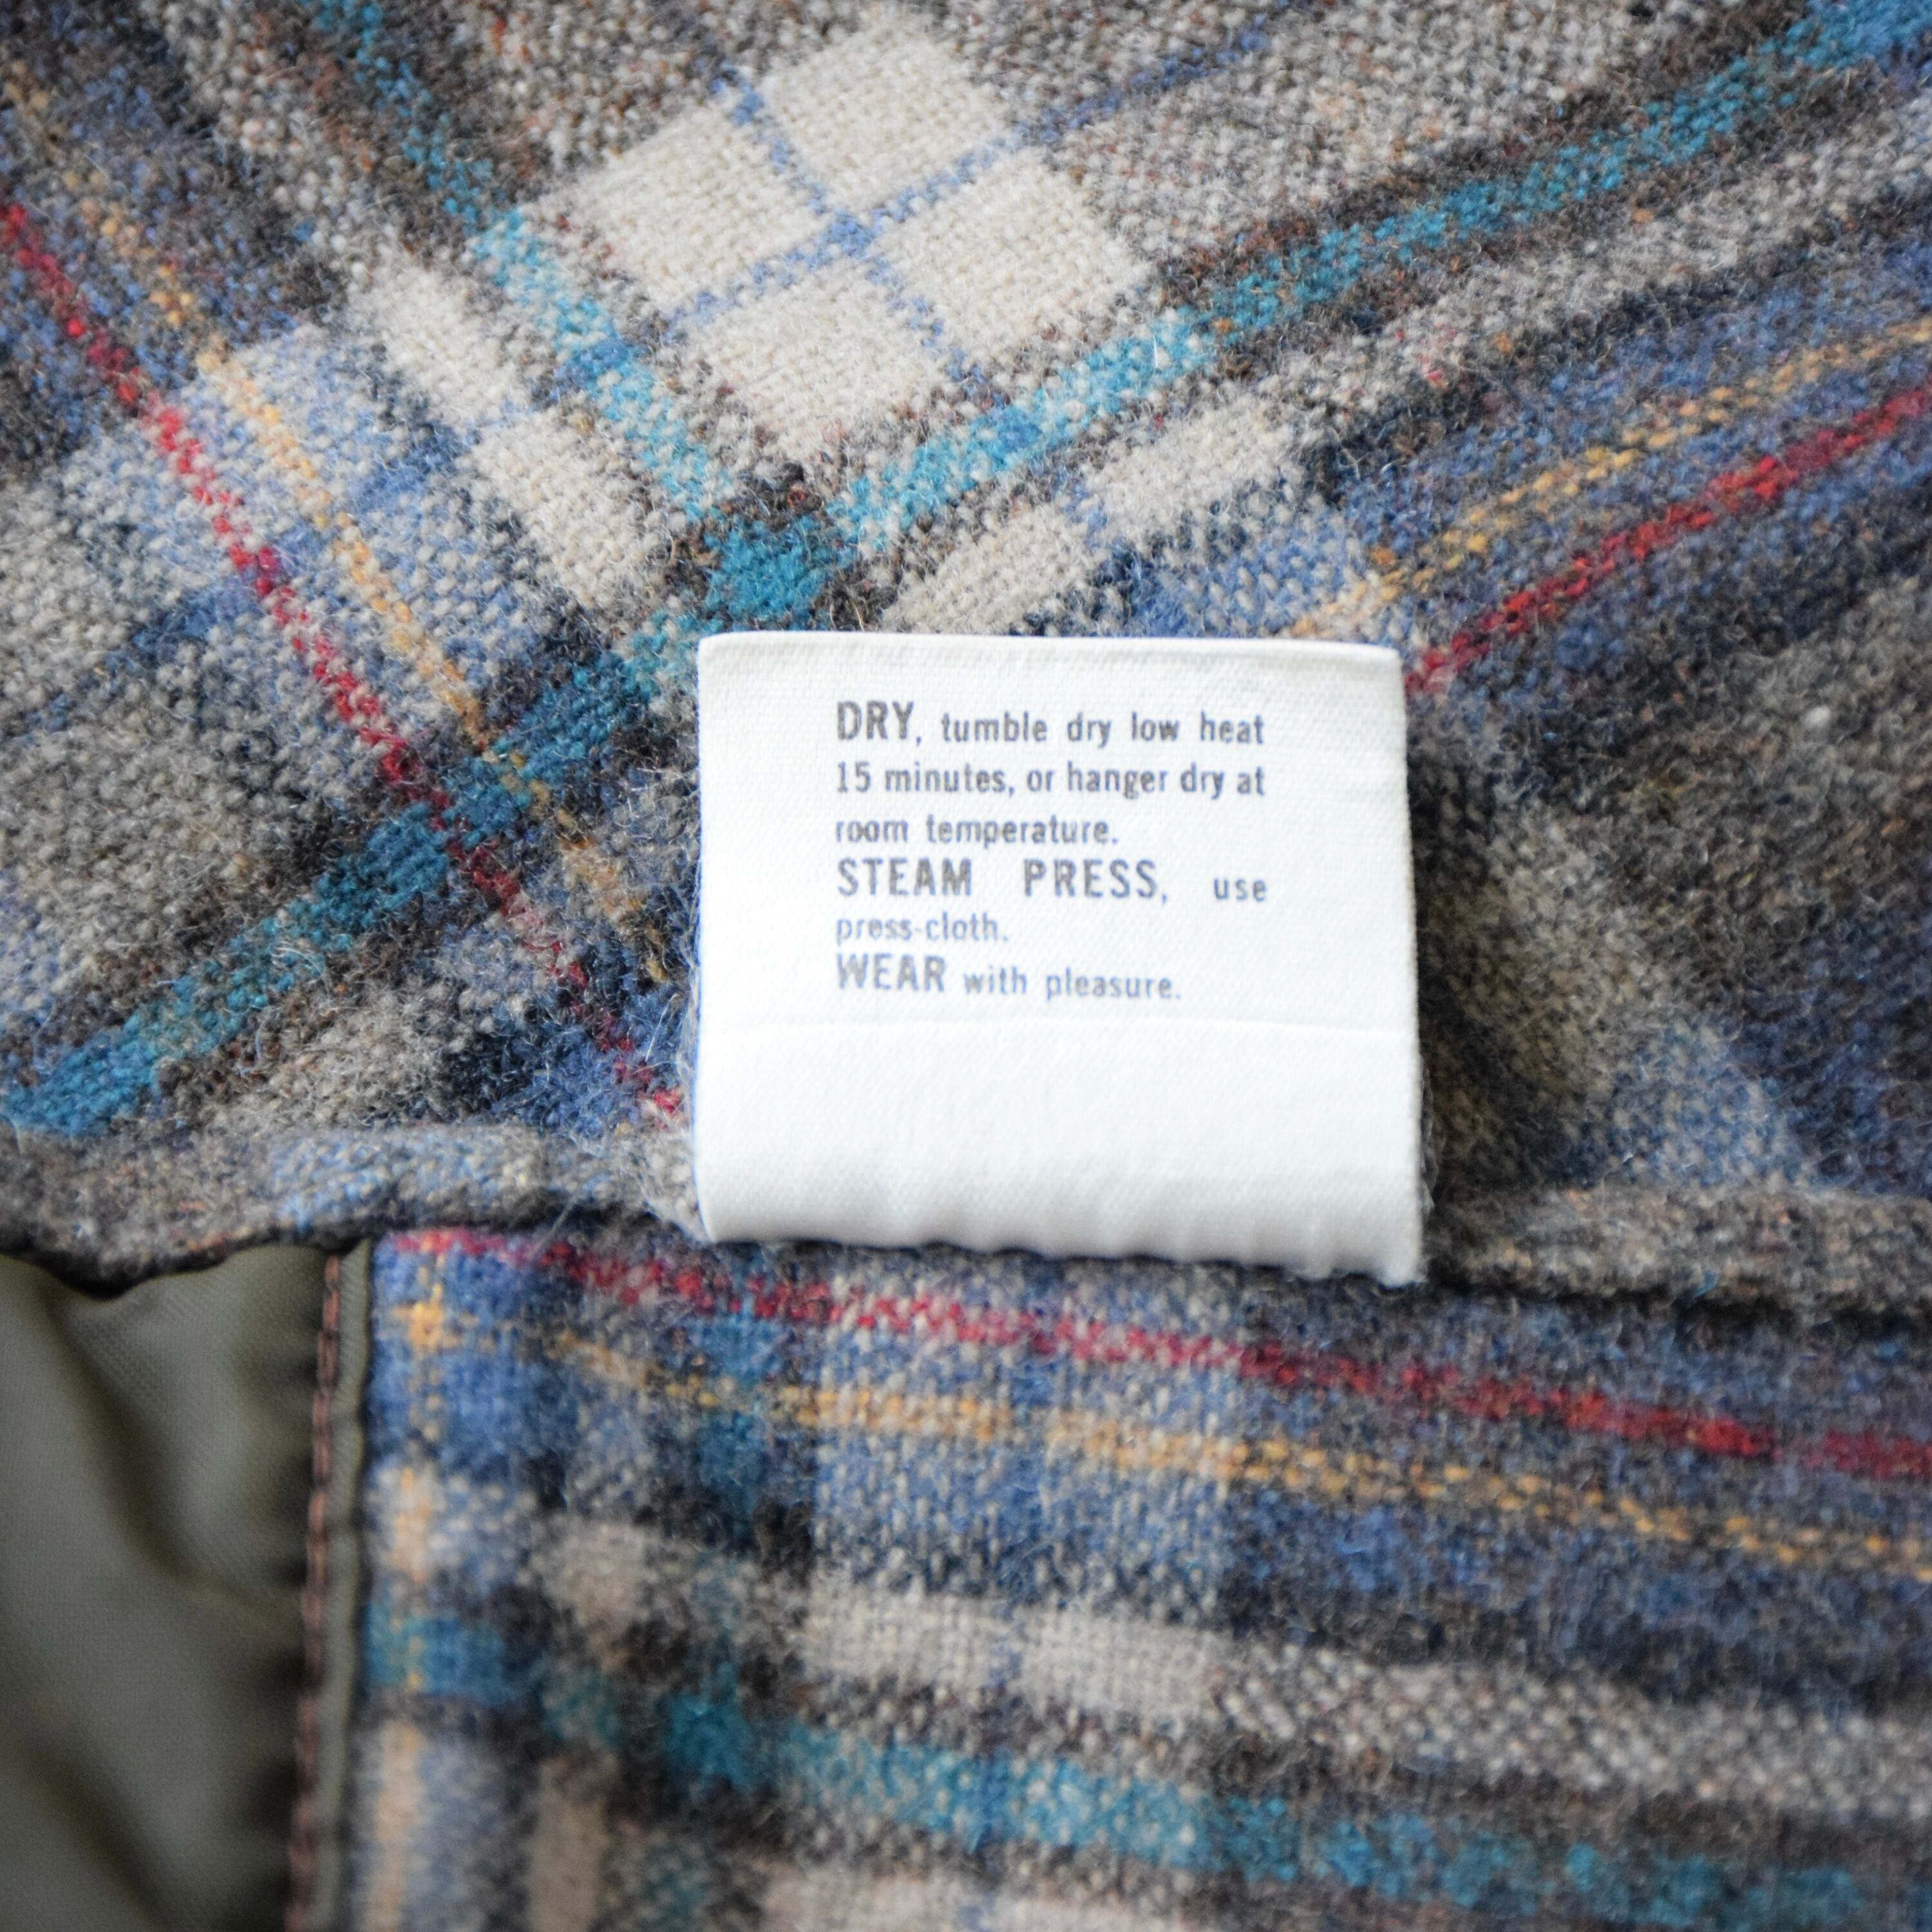 DRY, tumble dry low heat
15 minutes, or hanger dry at
room temperature.
STEAM PRESS, use
press-cloth.
WEAR with pleasure.